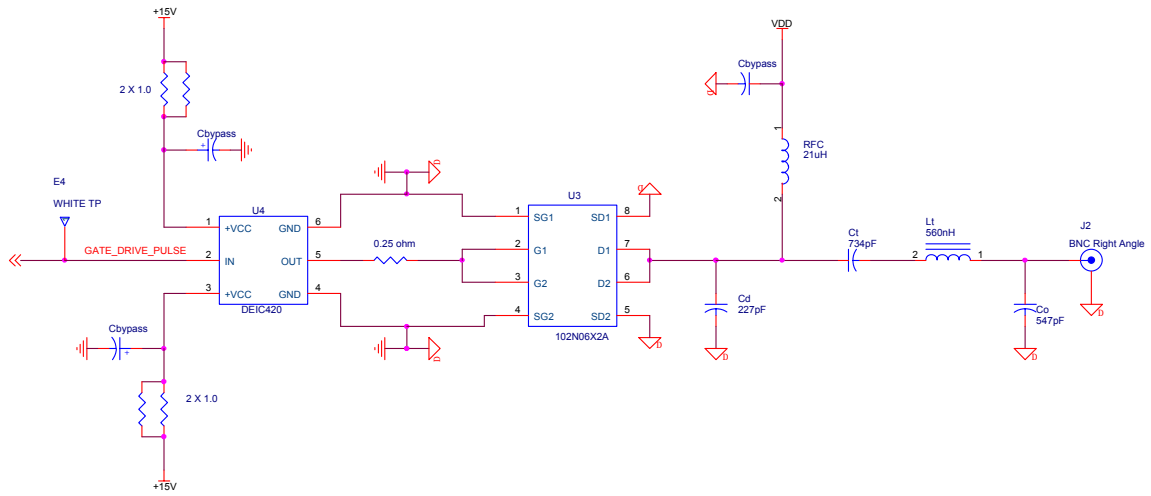 +15V
2 X 1.0
Cbypass
E4
WHITE TP
GATE_DRIVE_PULSE
U4
1
2
3
+VCC
IN
+VCC
GND
OUT
GND
6
5
4
DEIC420
0.25 ohm
D
D
U3
1
2
3
4
SG1
G1
G2
SG2
SD1
D1
D2
SD2
8
7
6
5
102N06X2A
D
D
VDD
Cbypass
D
1
RFC
21uH
2
Cd
227pF
D
Ct
734pF
Lt
560nH
2
1
Co
547pF
D
J2
BNC Right Angle
D
Cbypass
2 X 1.0
+15V
+
+